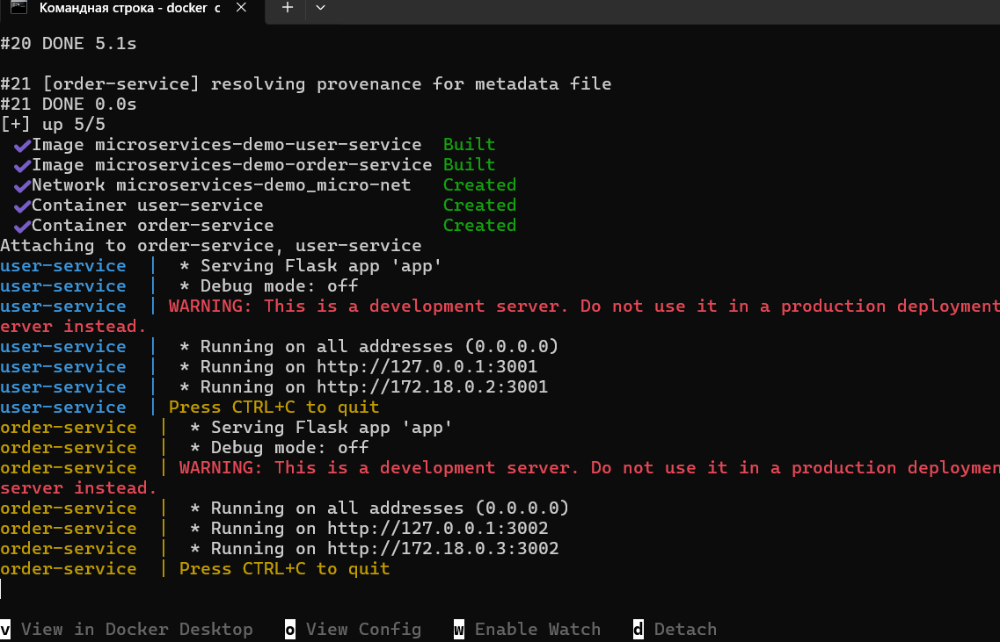 Командная строка - docker c
#20 DONE 5.1s
#21 [order-service] resolving provenance for metadata file
#21 DONE 0.0s
[+] up 5/5
✔Image microservices-demo-user-service Built
✔Image microservices-demo-order-service Built
✔Network microservices-demo_micro-net Created
✔Container user-service Created
✔Container order-service Created
Attaching to order-service, user-service
user-service | * Serving Flask app 'app'
user-service | * Debug mode: off
user-service | WARNING: This is a development server. Do not use it in a production deployment
erver instead.
user-service | * Running on all addresses (0.0.0.0)
user-service | * Running on http://127.0.0.1:3001
user-service | * Running on http://172.18.0.2:3001
user-service | Press CTRL+C to quit
order-service | * Serving Flask app 'app'
order-service | * Debug mode: off
order-service | WARNING: This is a development server. Do not use it in a production deploymen
server instead.
order-service | * Running on all addresses (0.0.0.0)
order-service | * Running on http://127.0.0.1:3002
order-service | * Running on http://172.18.0.3:3002
order-service | Press CTRL+C to quit
v View in Docker Desktop o View Config w Enable Watch d Detach